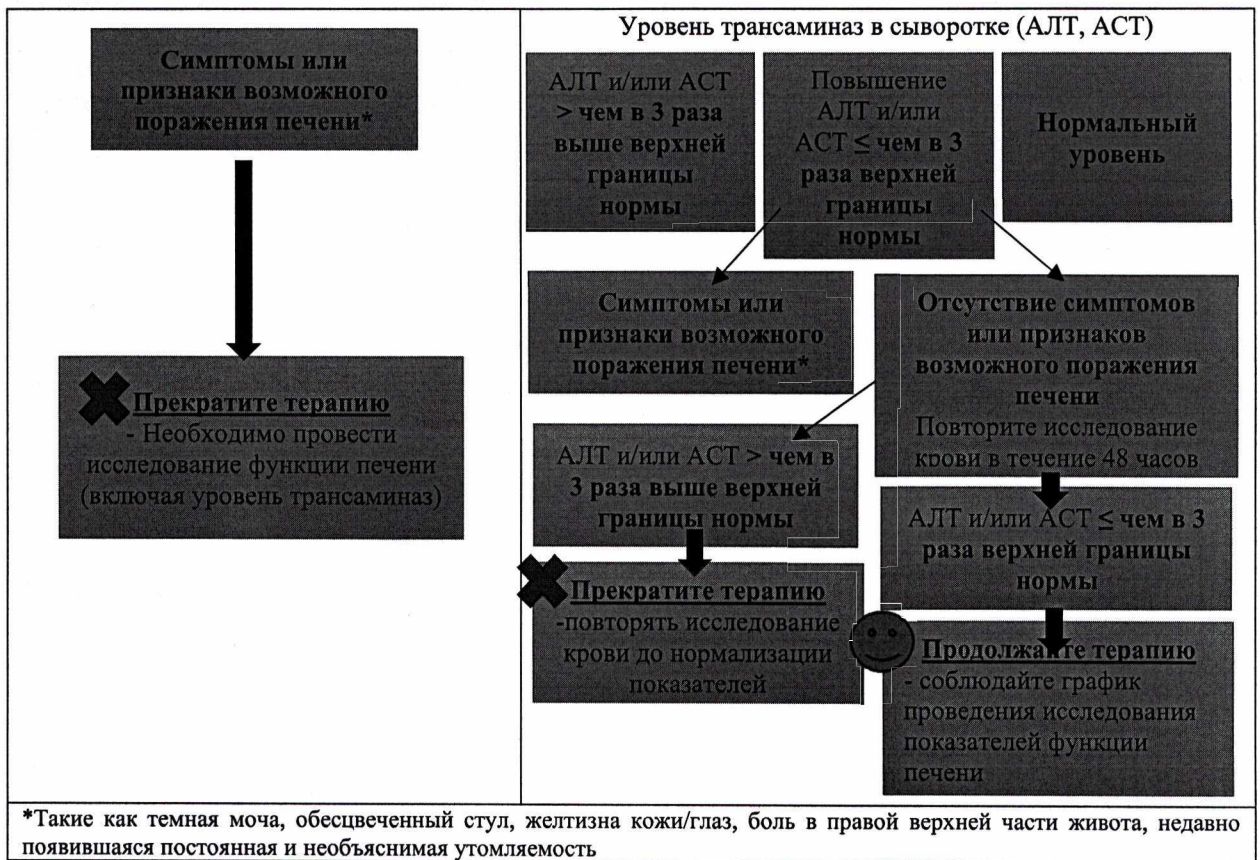 Симптомы или
признаки возможного
поражения печени*
Прекратите терапию
- Необходимо провести
исследование функции печени
(включая уровень трансаминаз)
Уровень трансаминаз в сыворотке (АЛТ, АСТ)
АЛТ и/или АСТ
> чем в 3 раза
выше верхней
границы
нормы
Повышение
АЛТ и/или
АСТ ≤ чем в 3
раза верхней
границы
нормы
Нормальный
уровень
Симптомы или
признаки возможного
поражения печени*
Отсутствие симптомов
или признаков
возможного поражения
печени
Повторите исследование
крови в течение 48 часов
АЛТ и/или АСТ > чем в
3 раза выше верхней
границы нормы
АЛТ и/или АСТ ≤ чем в 3
раза верхней границы
нормы
Прекратите терапию
-повторять исследование
крови до нормализации
показателей
Продолжайте терапию
- соблюдайте график
проведения исследования
показателей функции
печени
*Такие как темная моча, обесцвеченный стул, желтизна кожи/глаз, боль в правой верхней части живота, недавно
появившаяся постоянная и необъяснимая утомляемость